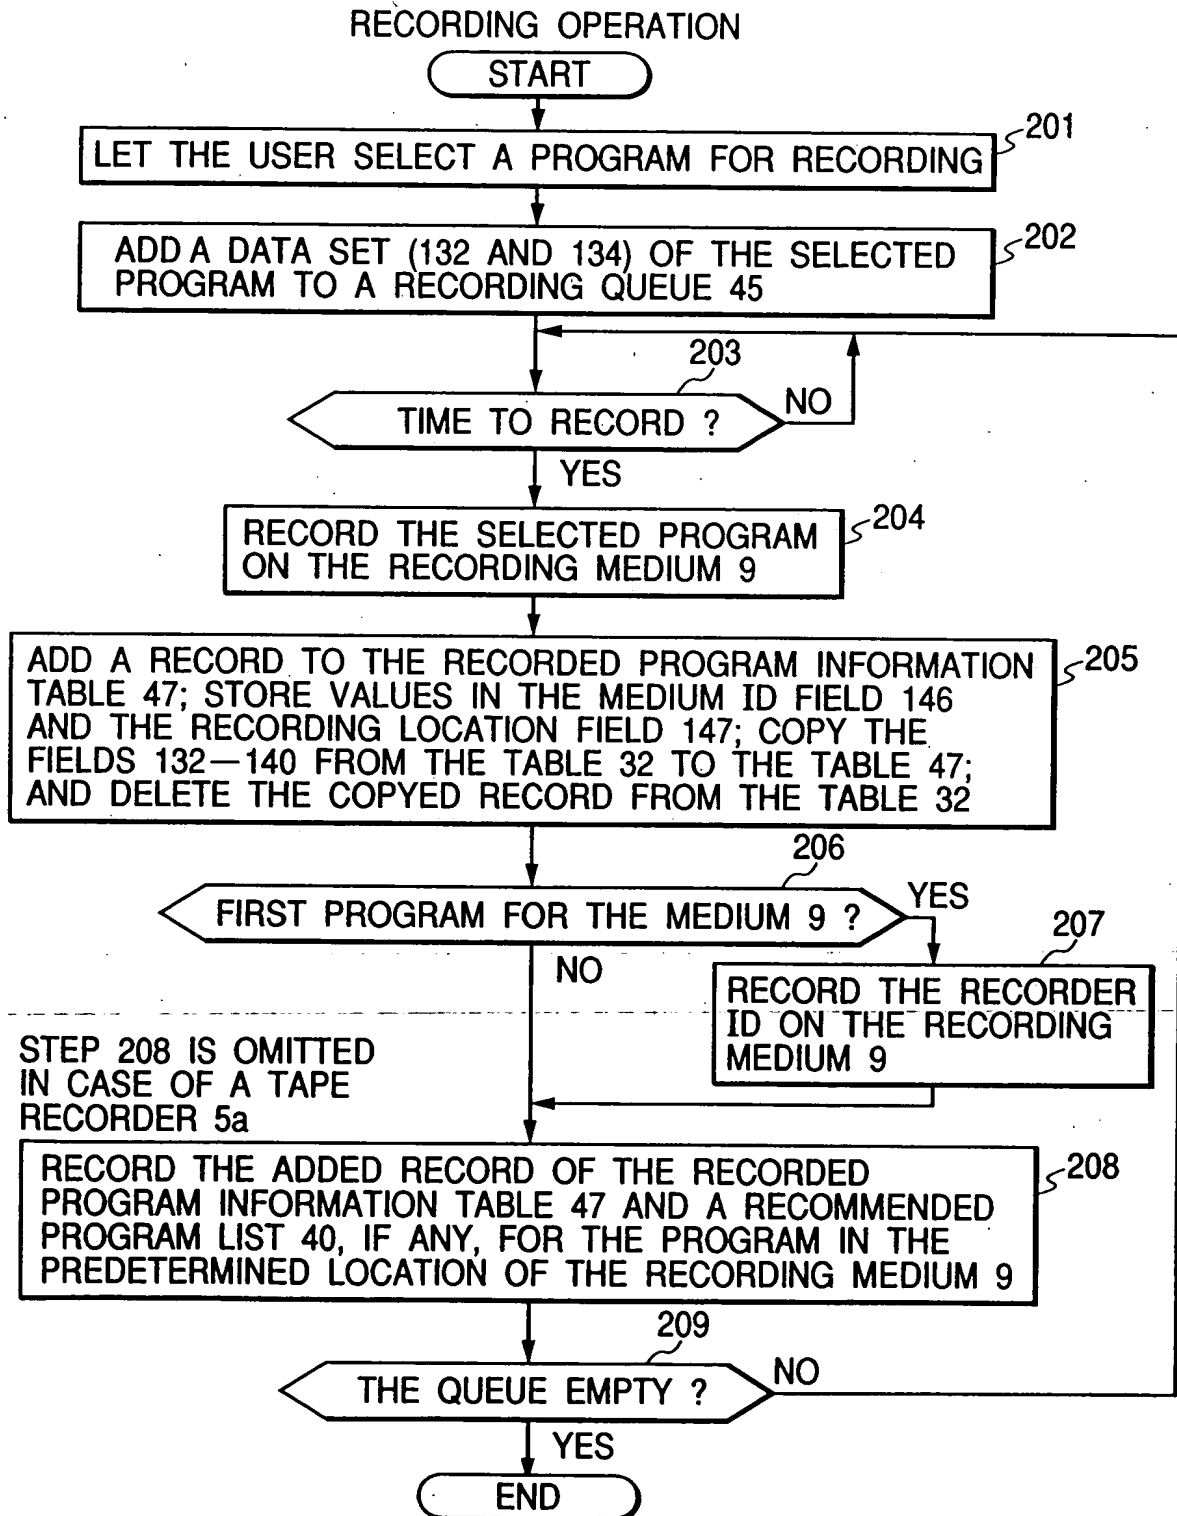 RECORDING OPERATION
START
201
LET THE USER SELECT A PROGRAM FOR RECORDING
202
ADD A DATA SET (132 AND 134) OF THE SELECTED
PROGRAM TO A RECORDING QUEUE 45
203
TIME TO RECORD ?
NO
YES
204
RECORD THE SELECTED PROGRAM
ON THE RECORDING MEDIUM 9
205
ADD A RECORD TO THE RECORDED PROGRAM INFORMATION
TABLE 47; STORE VALUES IN THE MEDIUM ID FIELD 146
AND THE RECORDING LOCATION FIELD 147; COPY THE
FIELDS 132—140 FROM THE TABLE 32 TO THE TABLE 47;
AND DELETE THE COPYED RECORD FROM THE TABLE 32
206
FIRST PROGRAM FOR THE MEDIUM 9 ?
YES
NO
207
RECORD THE RECORDER
ID ON THE RECORDING
MEDIUM 9
STEP 208 IS OMITTED
IN CASE OF A TAPE
RECORDER 5a
208
RECORD THE ADDED RECORD OF THE RECORDED
PROGRAM INFORMATION TABLE 47 AND A RECOMMENDED
PROGRAM LIST 40, IF ANY, FOR THE PROGRAM IN THE
PREDETERMINED LOCATION OF THE RECORDING MEDIUM 9
209
THE QUEUE EMPTY ?
NO
YES
END